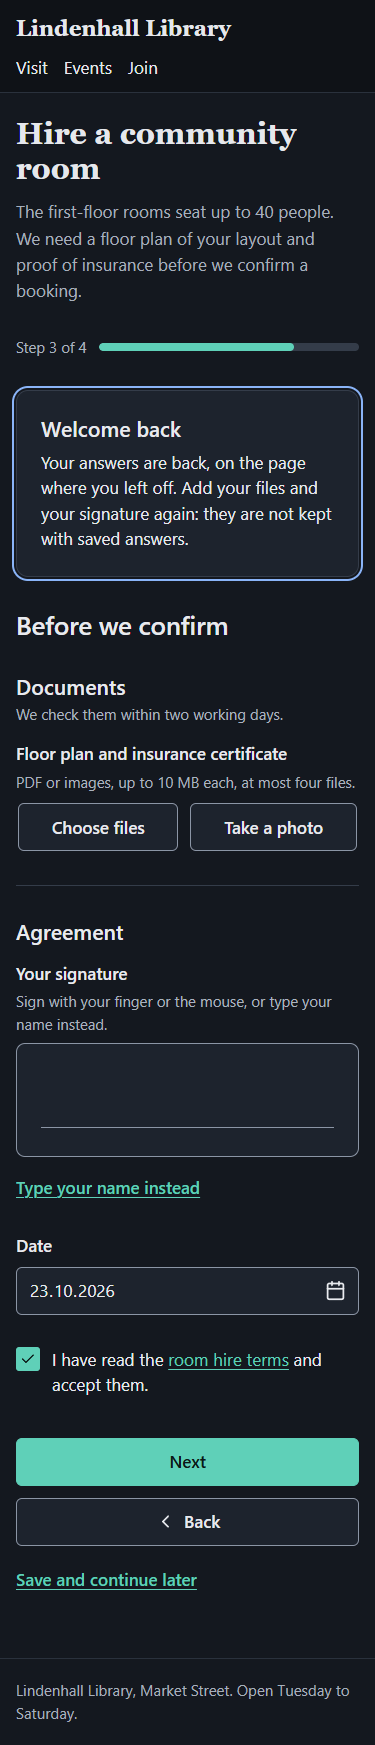 Lindenhall Library
Visit Events Join
Hire a community
room
The first-floor rooms seat up to 40 people.
We need a floor plan of your layout and
proof of insurance before we confirm a
booking.
Step 3 of 4
Welcome back
Your answers are back, on the page
where you left off. Add your files and
your signature again: they are not kept
with saved answers.
Before we confirm
Documents
We check them within two working days.
Floor plan and insurance certificate
PDF or images, up to 10 MB each, at most four files.
Choose files Take a photo
Agreement
Your signature
Sign with your finger or the mouse, or type your
name instead.
Type your name instead
Date
23.10.2026
I have read the room hire terms and
accept them.
Next
Back
Save and continue later
Lindenhall Library, Market Street. Open Tuesday to
Saturday.